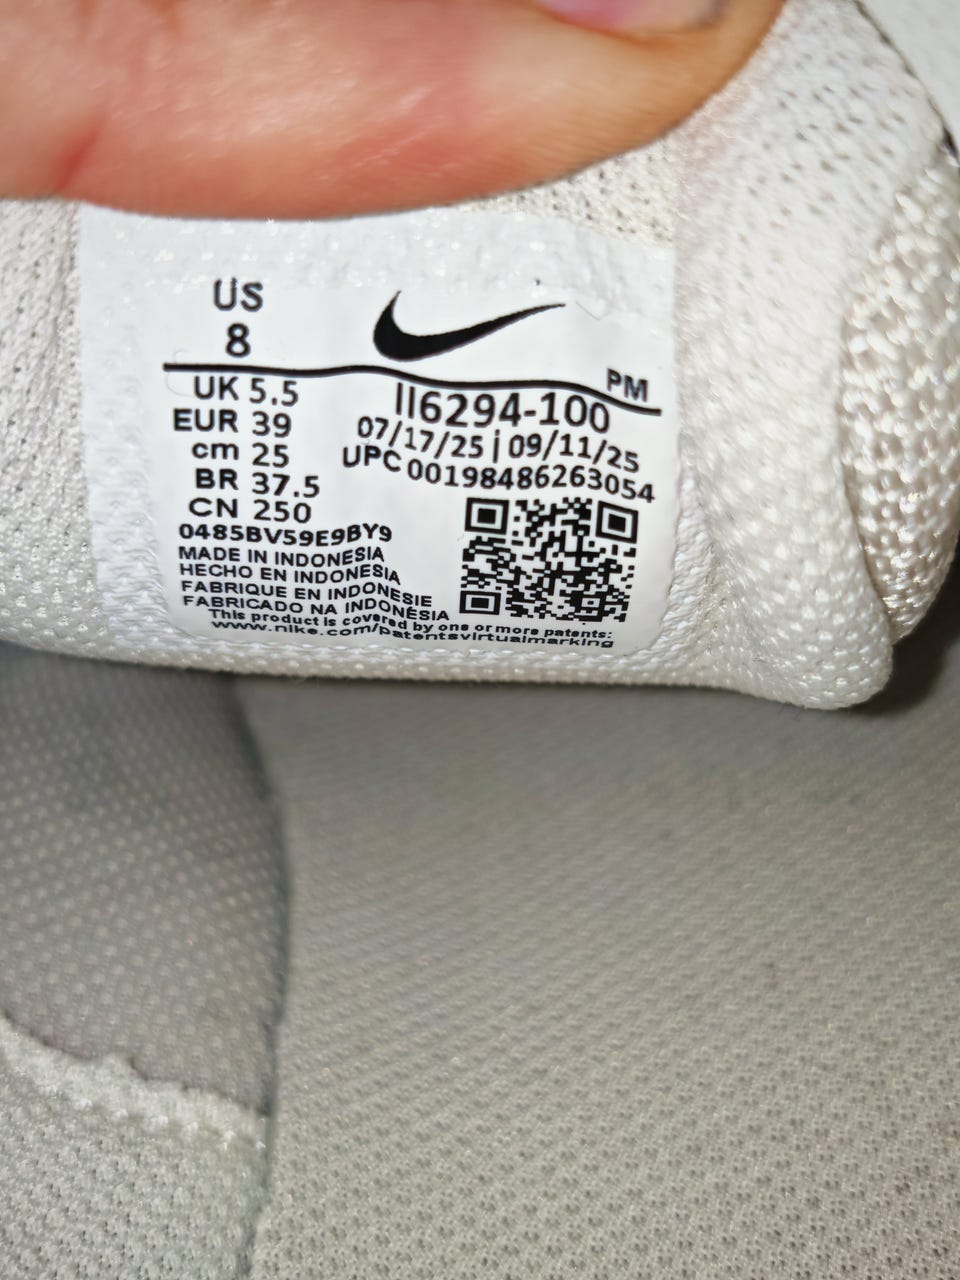 US
8
PM
UK 5.5
EUR 39
cm 25
BR 37.5
CN 250
II6294-100
07/17/25 | 09/11/25
UPC 00198486263054
0485BV59E9BY9
MADE IN INDONESIA
HECHO EN INDONESIA
FABRIQUE EN INDONESIE
FABRICADO NA INDONÉSIA
This product is covered by one or more patents:
www.nike.com/patentsvirtualmarking